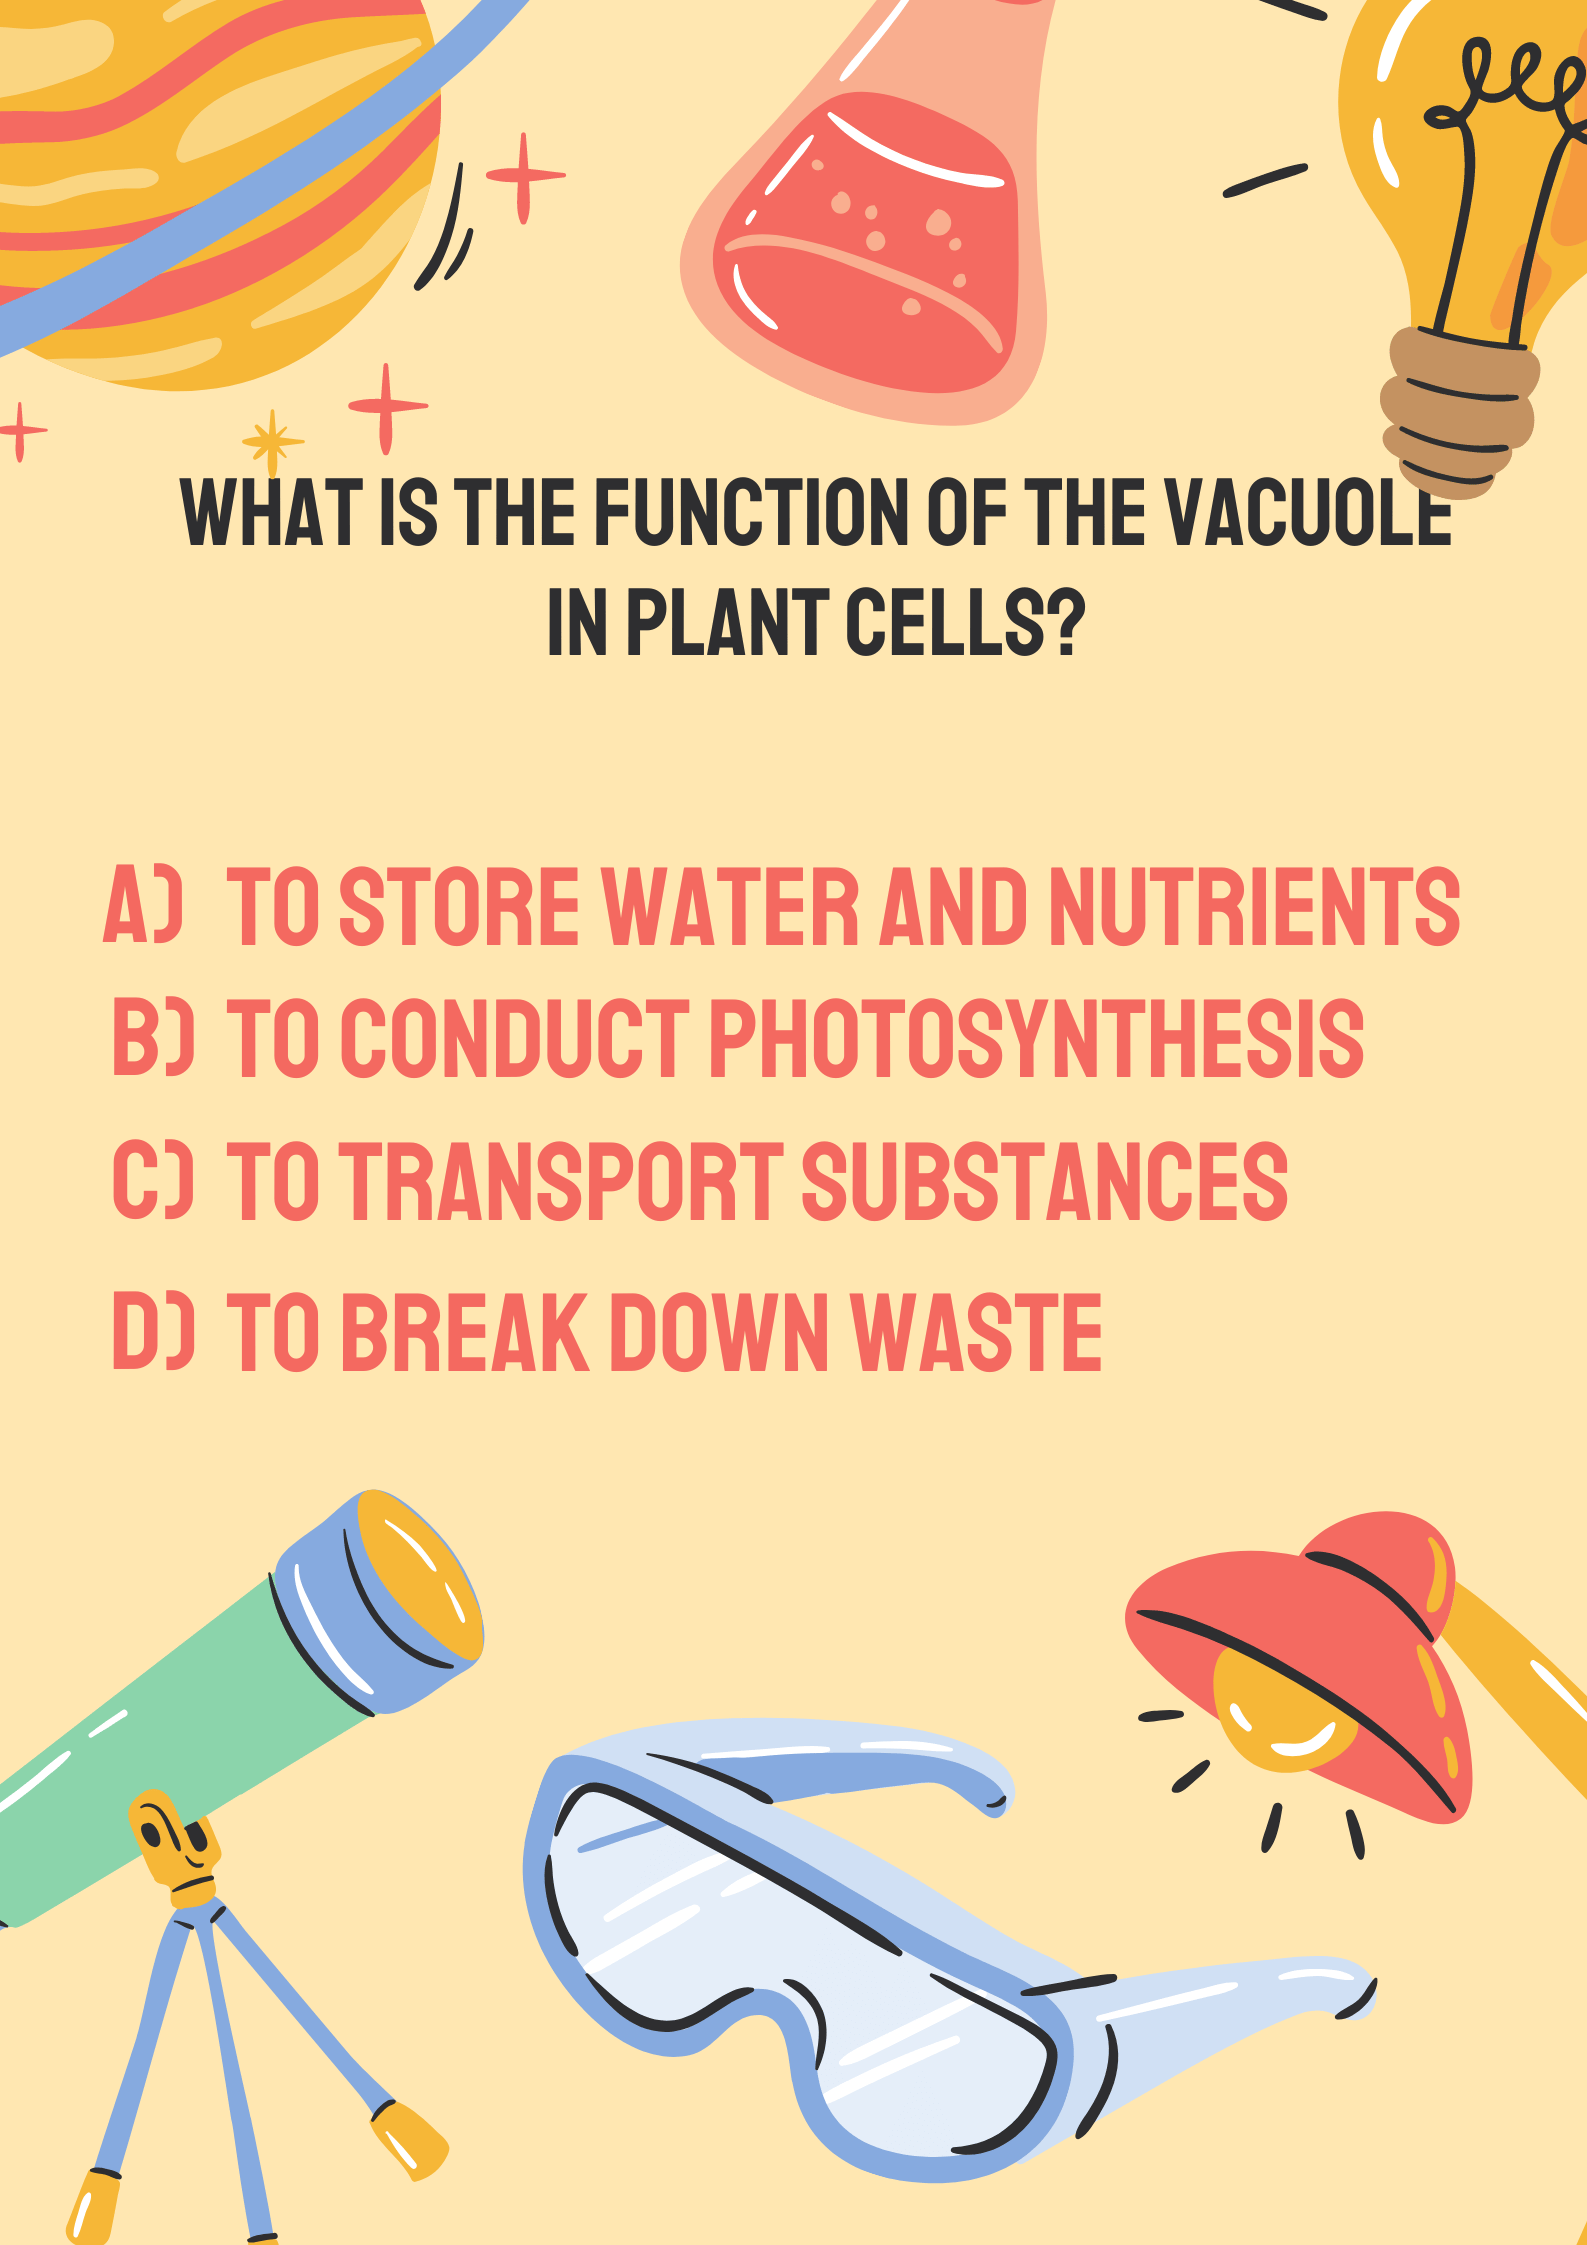 WHAT IS THE FUNCTION OF THE VACUOLE
IN PLANT CELLS?
A) TO STORE WATER AND NUTRIENTS
B) TO CONDUCT PHOTOSYNTHESIS
C) TO TRANSPORT SUBSTANCES
D) TO BREAK DOWN WASTE